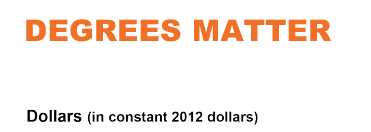 DEGREES MATTER
Dollars (in constant 2012 dollars)